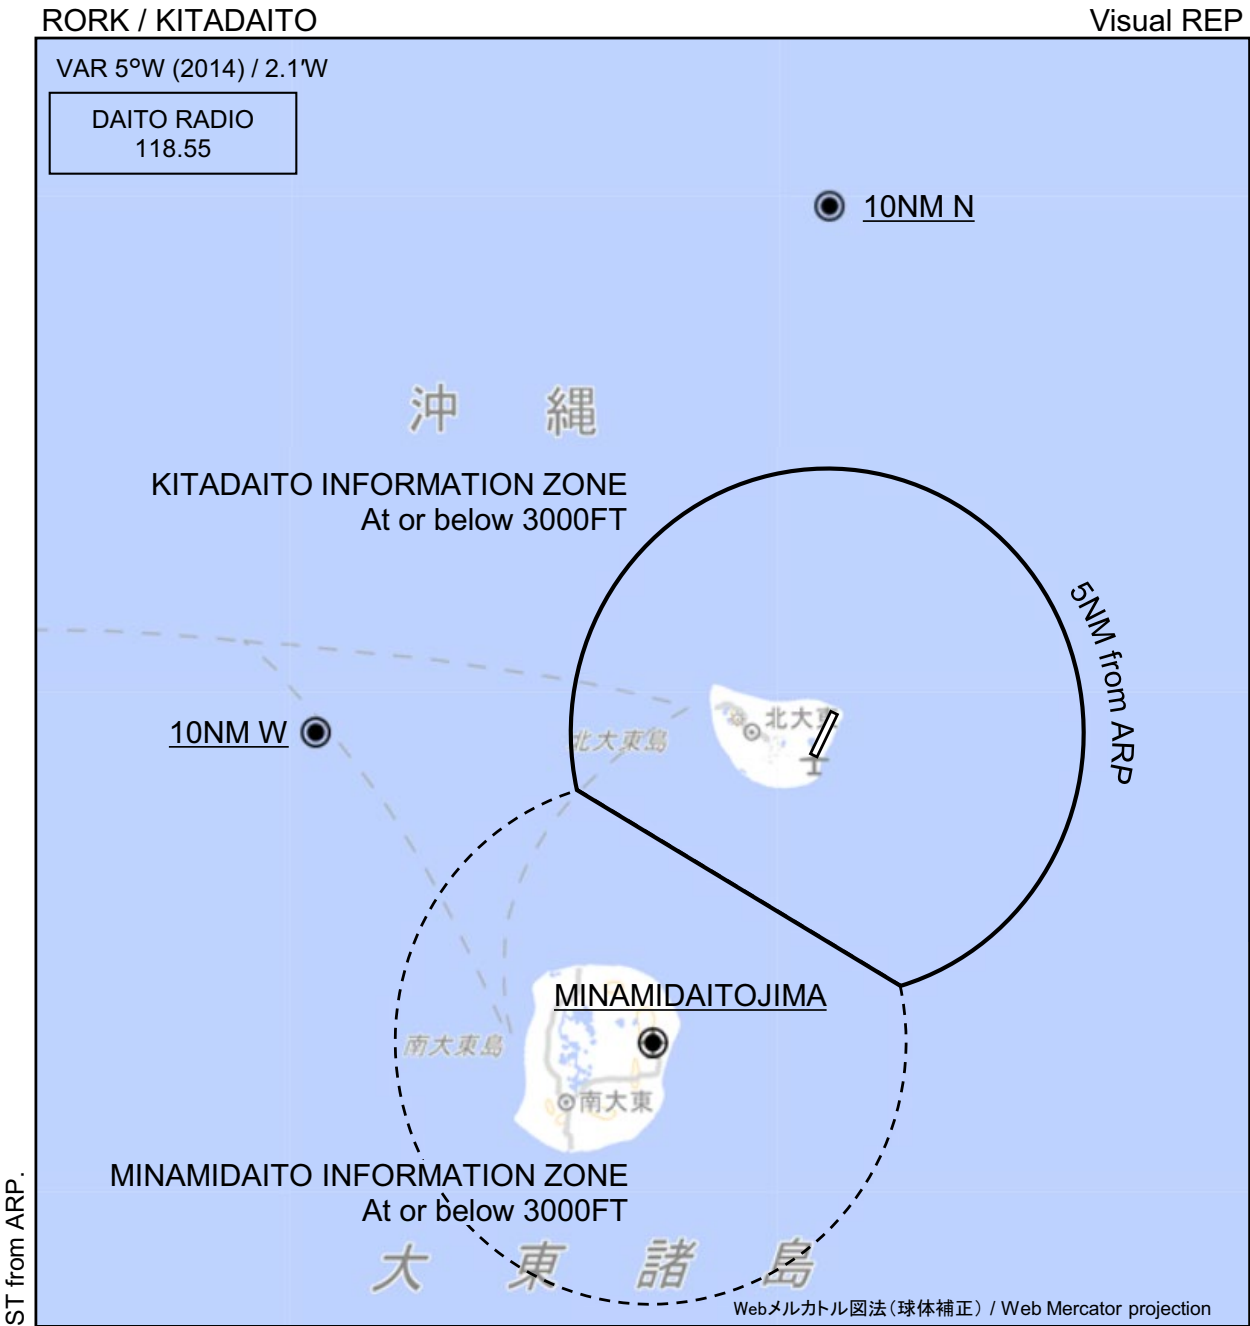 RORK / KITADAITO
Visual REP
VAR 5°W (2014) / 2.1'W
DAITO RADIO
118.55
10NM N
沖 縄
KITADAITO INFORMATION ZONE
At or below 3000FT
5NM from ARP
10NM W
北大東島
北大東
MINAMIDAITOJIMA
南大東島
南大東
MINAMIDAITO INFORMATION ZONE
At or below 3000FT
大 東 諸 島
Webメルカトル図法(球体補正) / Web Mercator projection
ST from ARP.